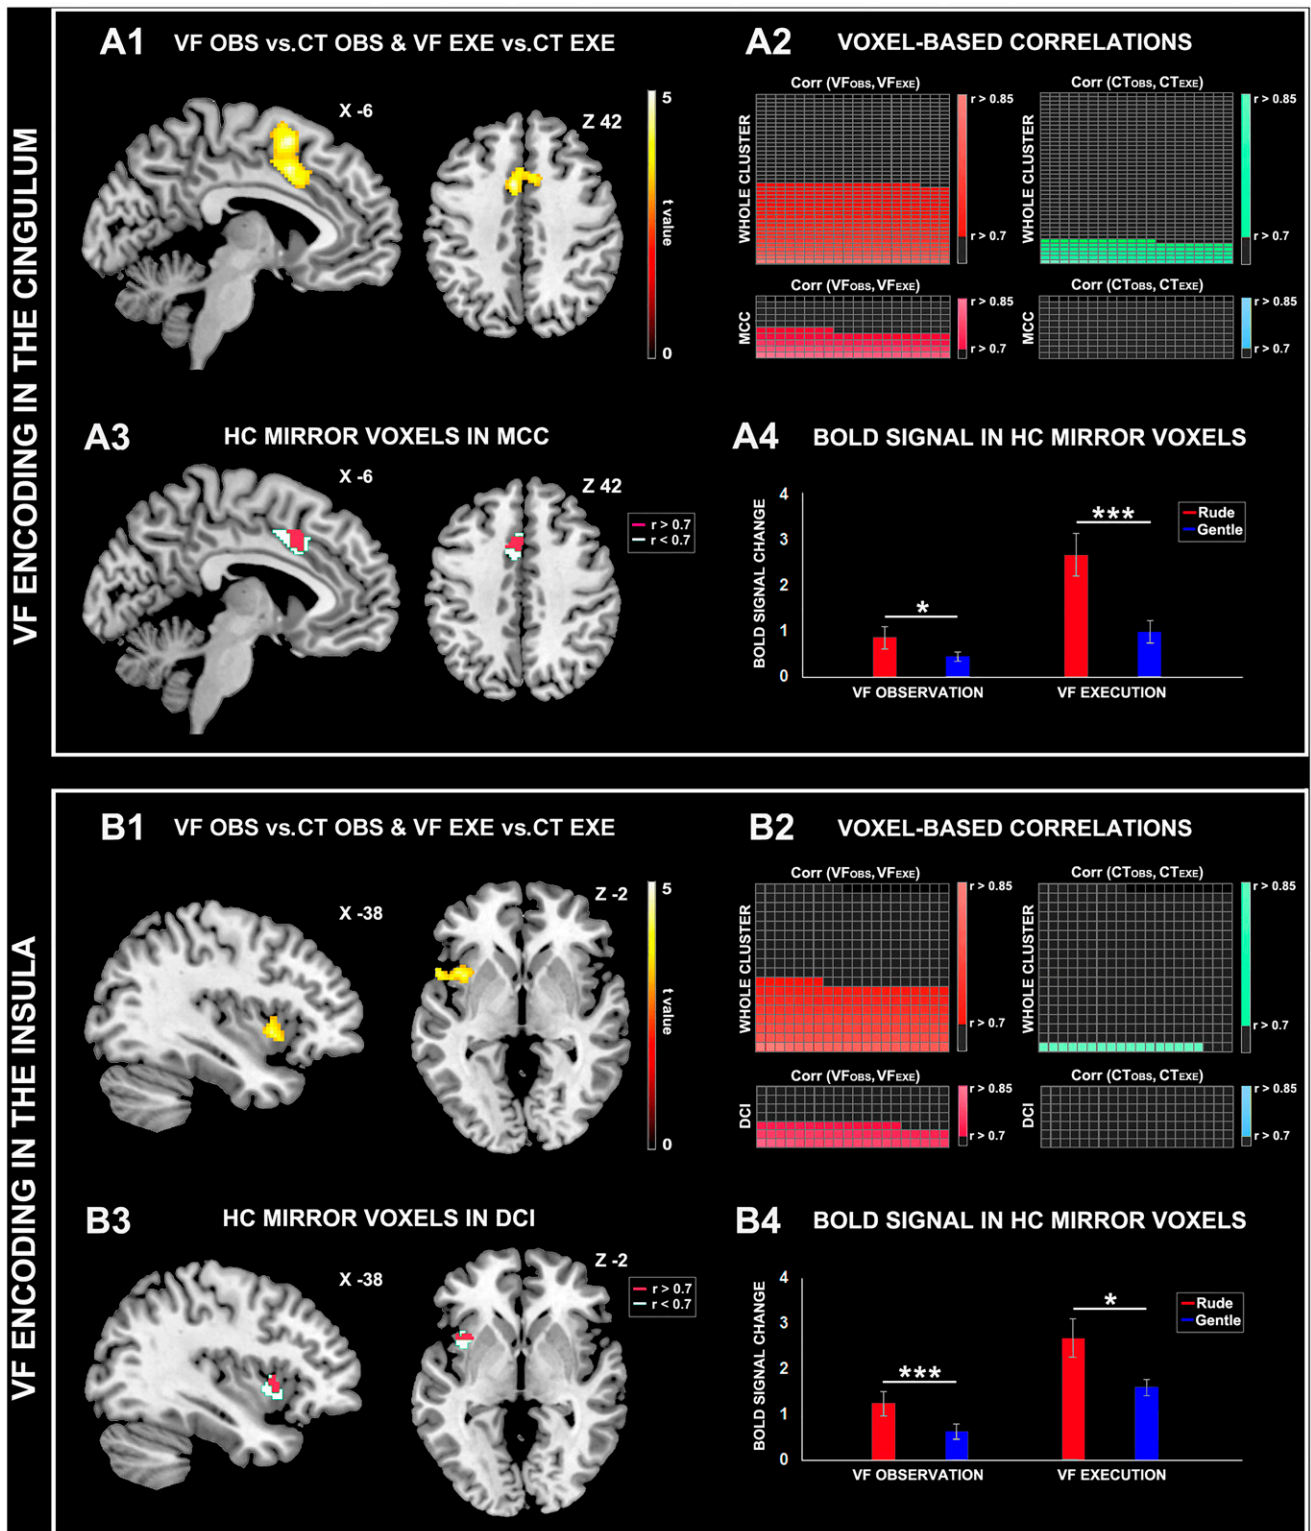 VF ENCODING IN THE CINGULUM
A1 VF OBS vs.CT OBS & VF EXE vs.CT EXE
X -6
Z 42
5
t value
0
A2 VOXEL-BASED CORRELATIONS
Corr (VFOBS, VFEXE)
WHOLE CLUSTER
r > 0.85
r > 0.7
Corr (CTOBS, CTEXE)
WHOLE CLUSTER
r > 0.85
r > 0.7
Corr (VFOBS, VFEXE)
MCC
r > 0.85
r > 0.7
Corr (CTOBS, CTEXE)
MCC
r > 0.85
r > 0.7
A3 HC MIRROR VOXELS IN MCC
X -6
Z 42
r > 0.7
r < 0.7
A4 BOLD SIGNAL IN HC MIRROR VOXELS
BOLD SIGNAL CHANGE
4
3
2
1
0
*
***
Rude
Gentle
VF OBSERVATION
VF EXECUTION
VF ENCODING IN THE INSULA
B1 VF OBS vs.CT OBS & VF EXE vs.CT EXE
X -38
Z -2
5
t value
0
B2 VOXEL-BASED CORRELATIONS
Corr (VFOBS, VFEXE)
WHOLE CLUSTER
r > 0.85
r > 0.7
Corr (CTOBS, CTEXE)
WHOLE CLUSTER
r > 0.85
r > 0.7
Corr (VFOBS, VFEXE)
DCI
r > 0.85
r > 0.7
Corr (CTOBS, CTEXE)
DCI
r > 0.85
r > 0.7
B3 HC MIRROR VOXELS IN DCI
X -38
Z -2
r > 0.7
r < 0.7
B4 BOLD SIGNAL IN HC MIRROR VOXELS
BOLD SIGNAL CHANGE
4
3
2
1
0
***
*
Rude
Gentle
VF OBSERVATION
VF EXECUTION